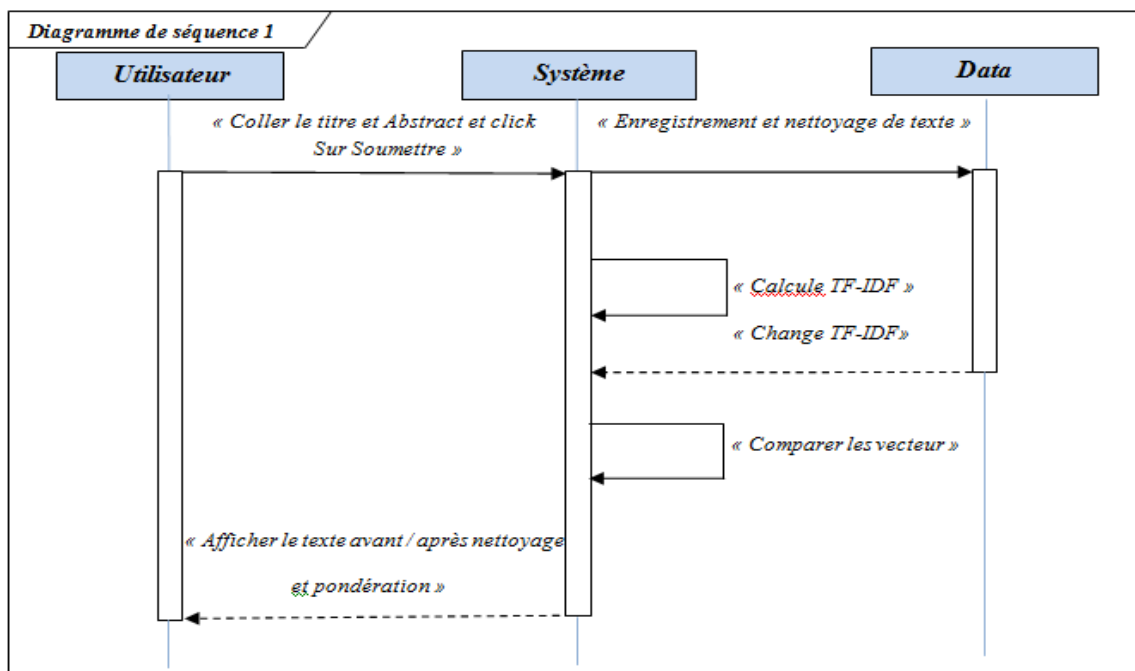 Diagramme de séquence 1
Utilisateur
Système
Data
« Coller le titre et Abstract et click
Sur Soumettre »
« Enregistrement et nettoyage de texte »
« Calcule TF-IDF »
« Change TF-IDF»
« Comparer les vecteur »
« Afficher le texte avant / après nettoyage
et pondération »